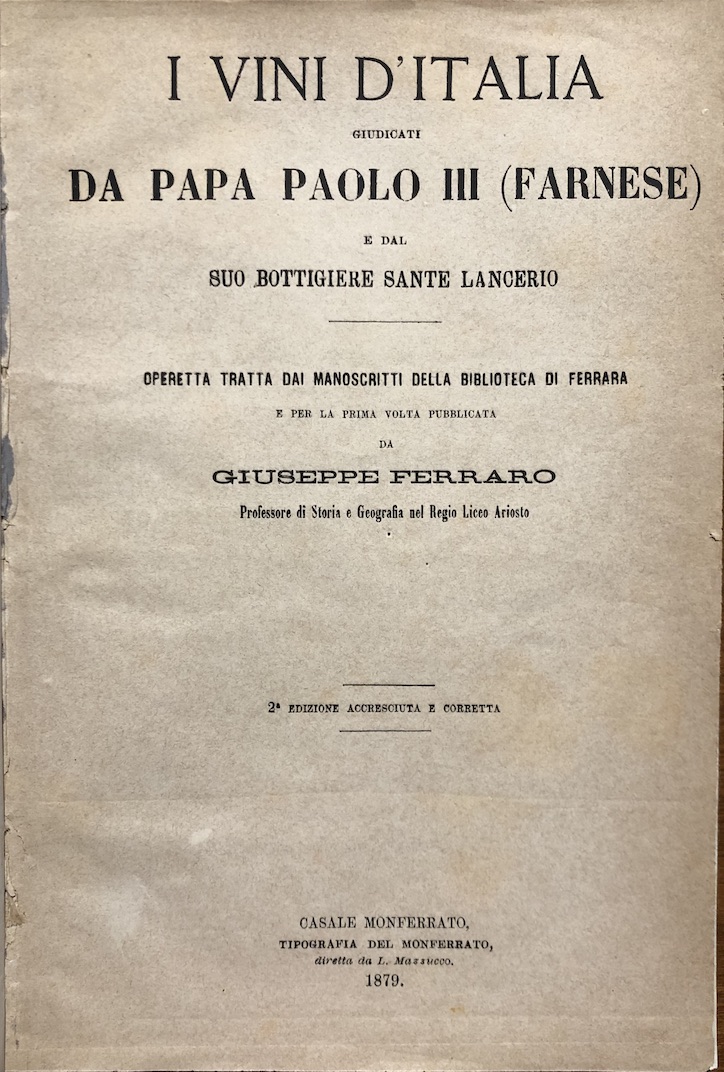 I VINI D'ITALIA
GIUDICATI
DA PAPA PAOLO III (FARNESE)
E DAL
SUO BOTTIGIERE SANTE LANCERIO
OPERETTA TRATTA DAI MANOSCRITTI DELLA BIBLIOTECA DI FERRARA
E PER LA PRIMA VOLTA PUBBLICATA
DA
GIUSEPPE FERRARO
Professore di Storia e Geografia nel Regio Liceo Ariosto
2ª EDIZIONE ACCRESCIUTA E CORRETTA
CASALE MONFERRATO,
TIPOGRAFIA DEL MONFERRATO,
diretta da L. Massucco.
1879.